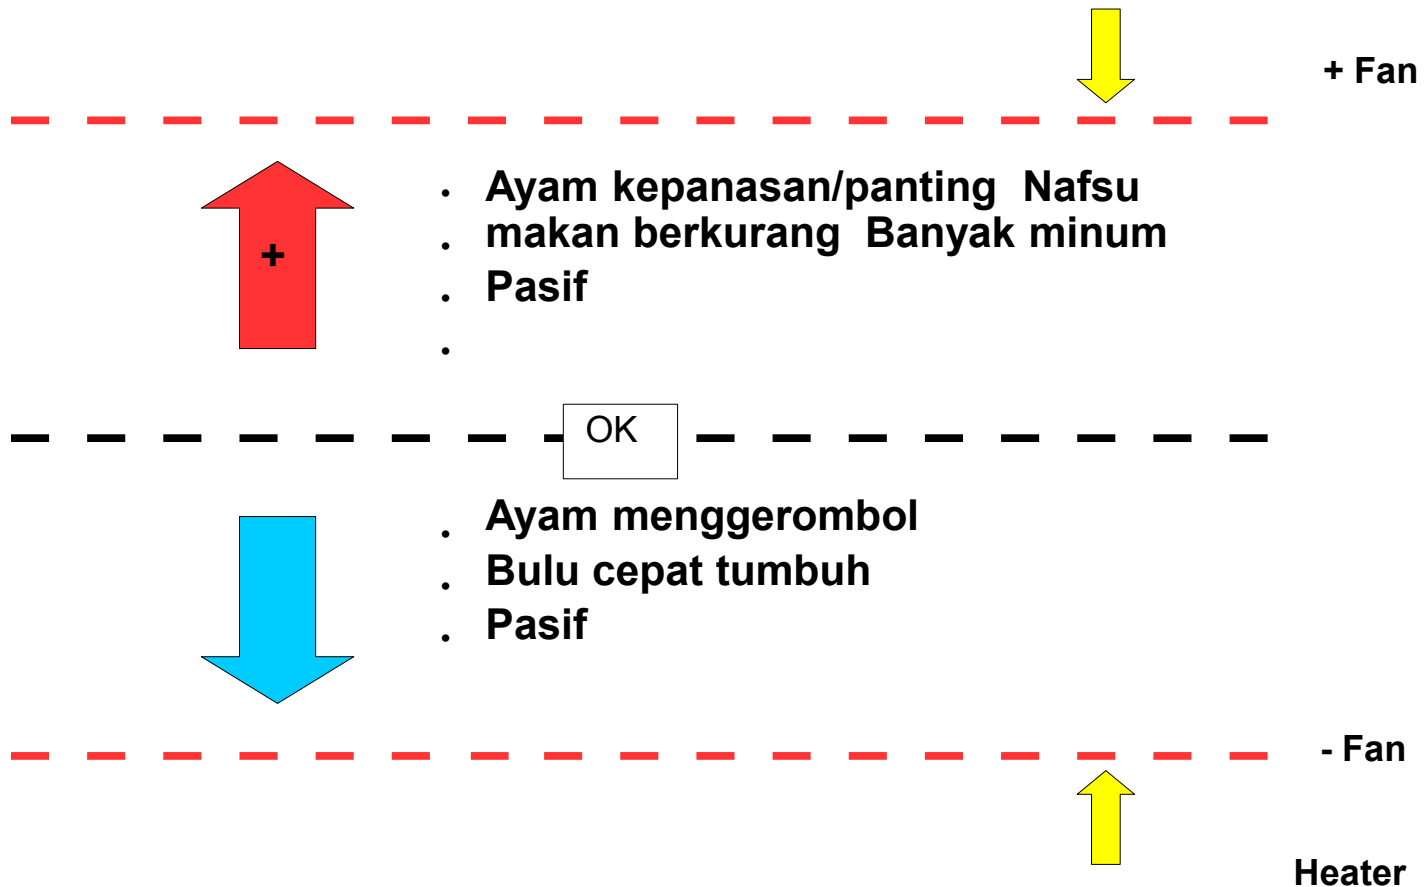 + Fan
• Ayam kepanasan/panting Nafsu
• makan berkurang Banyak minum
+
• Pasif
•
OK
• Ayam menggerombol
• Bulu cepat tumbuh
• Pasif
- Fan
Heater